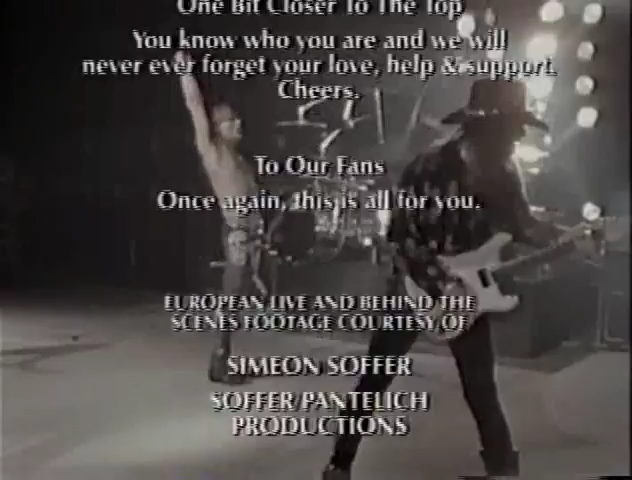 One Bit Closer To The Top
You know who you are and we will
never ever forget your love, help & support.
Cheers.
To Our Fans
Once again, this is all for you.
EUROPEAN LIVE AND BEHIND THE
SCENES FOOTAGE COURTESY OF
SIMEON SOFFER
SOFFER/PANTELICH
PRODUCTIONS